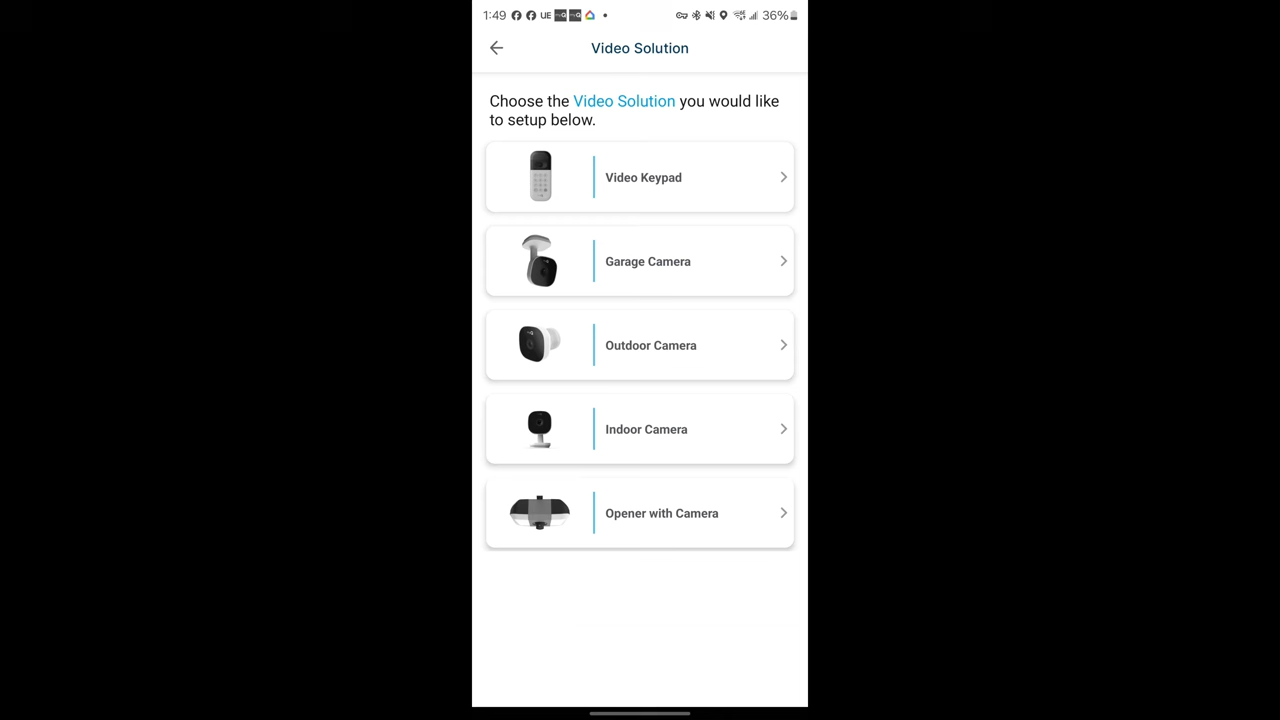 1:49 UE 36%
Video Solution
Choose the Video Solution you would like
to setup below.
Video Keypad
Garage Camera
Outdoor Camera
Indoor Camera
Opener with Camera